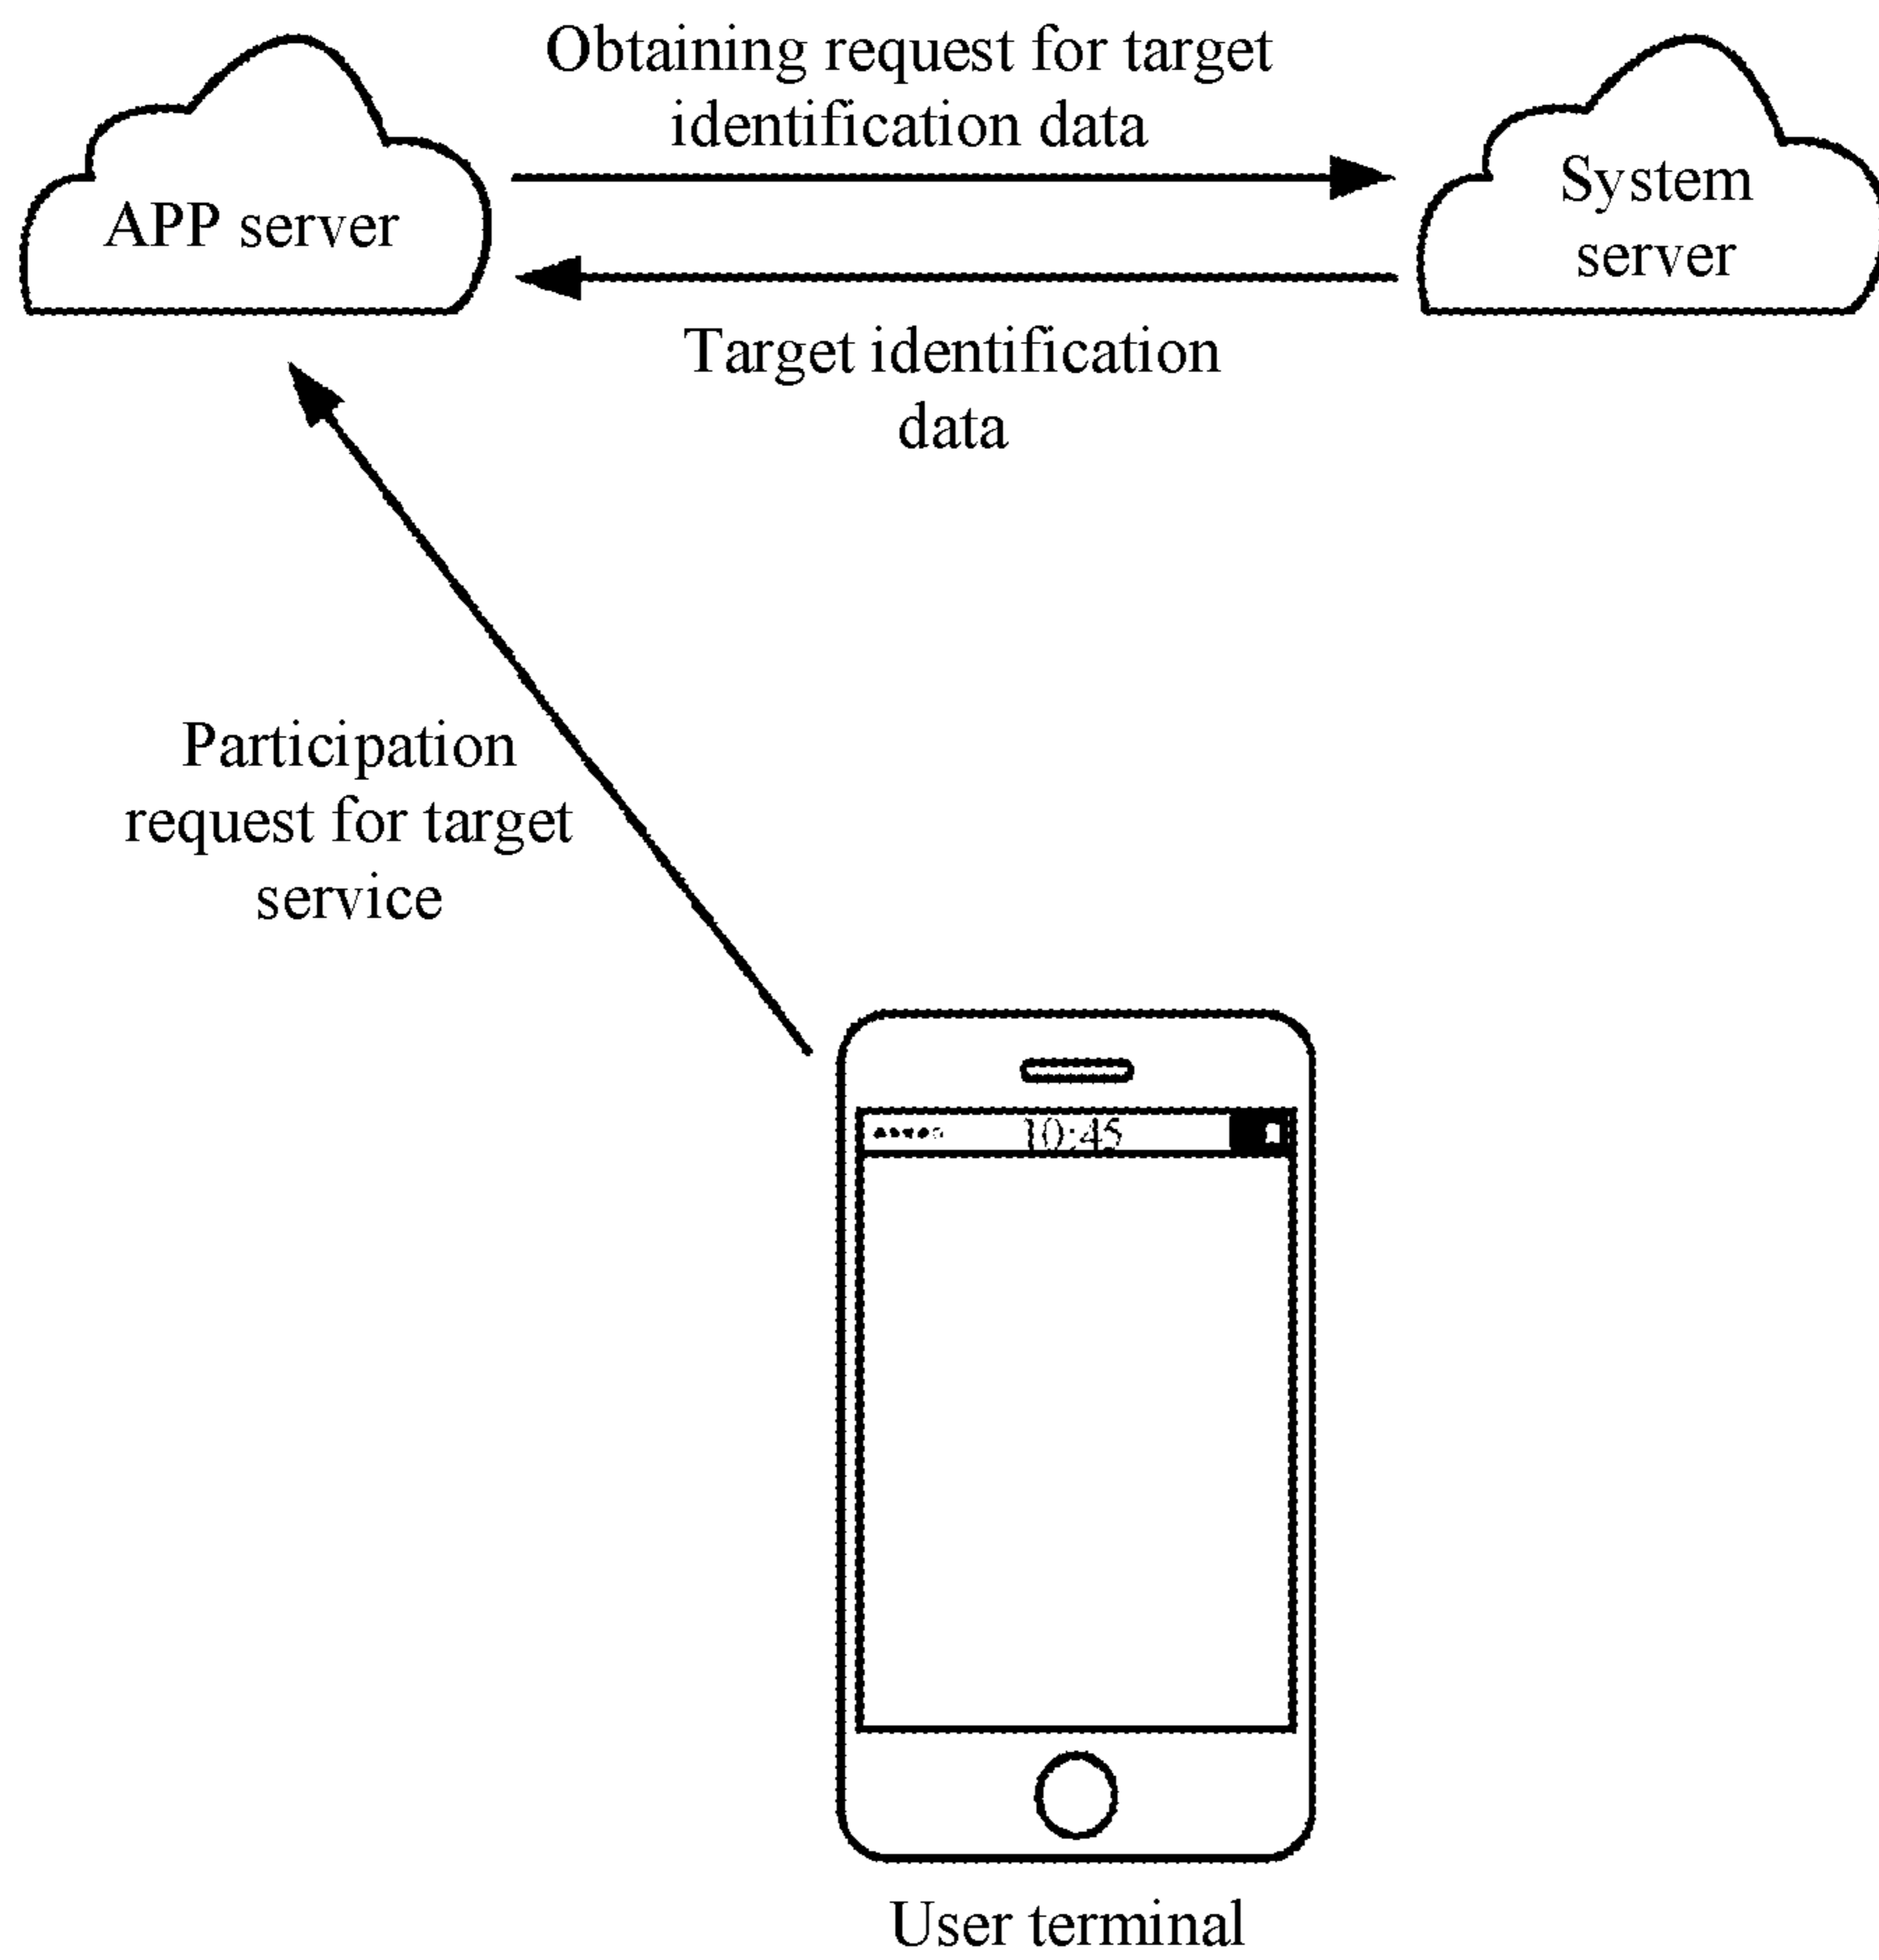 Obtaining request for target
identification data
APP server
System
server
Target identification
data
Participation
request for target
service
10:45
User terminal